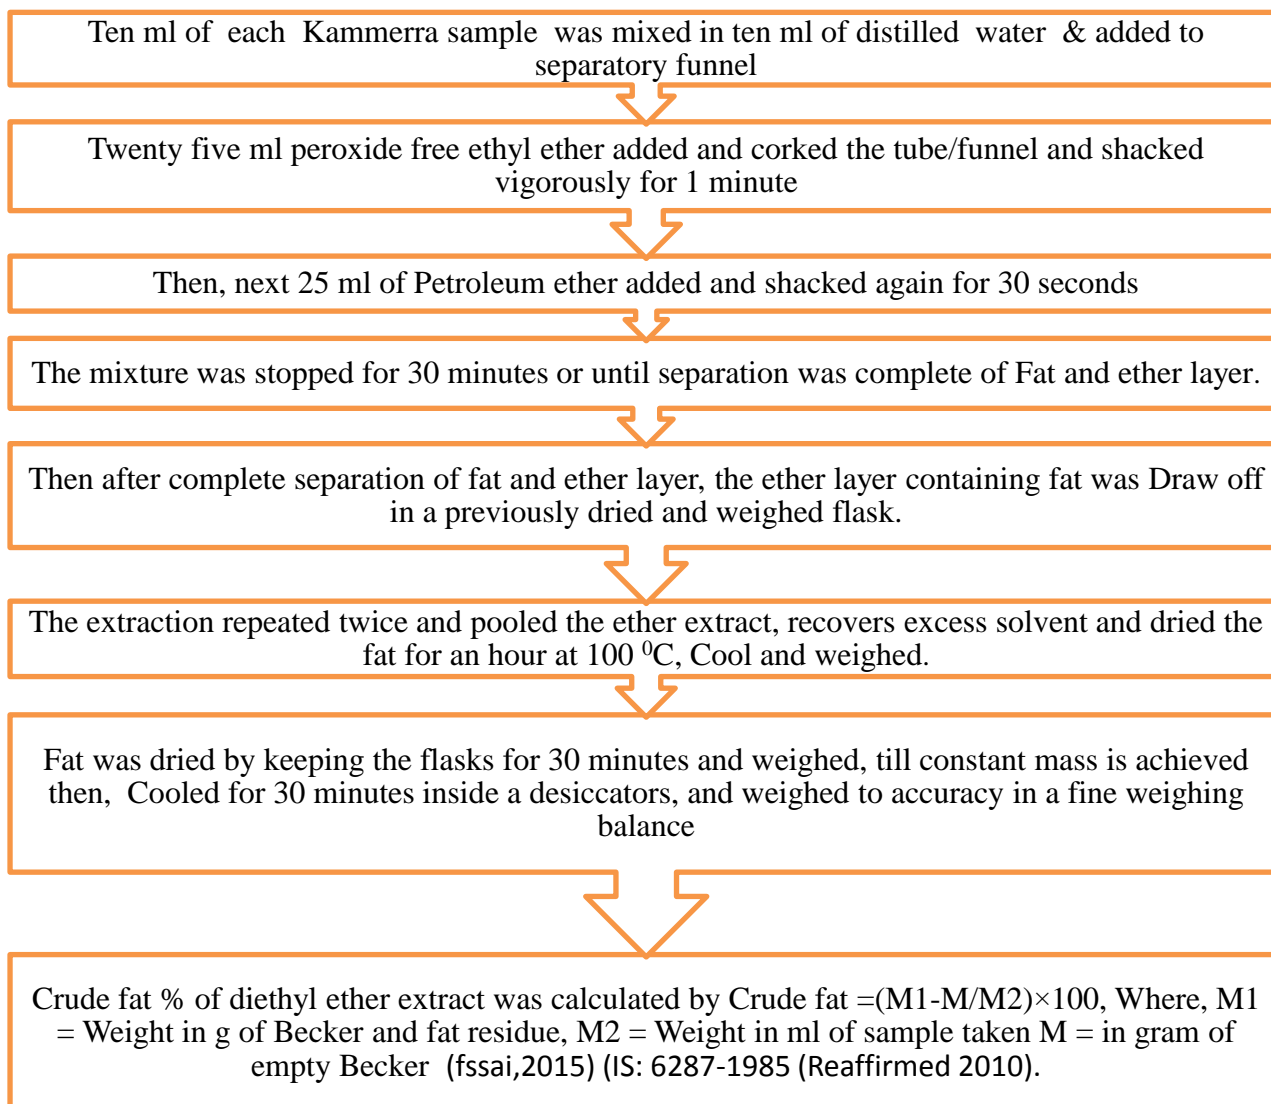 Ten ml of each Kammerra sample was mixed in ten ml of distilled water & added to
separatory funnel
Twenty five ml peroxide free ethyl ether added and corked the tube/funnel and shacked
vigorously for 1 minute
Then, next 25 ml of Petroleum ether added and shacked again for 30 seconds
The mixture was stopped for 30 minutes or until separation was complete of Fat and ether layer.
Then after complete separation of fat and ether layer, the ether layer containing fat was Draw off
in a previously dried and weighed flask.
The extraction repeated twice and pooled the ether extract, recovers excess solvent and dried the
fat for an hour at 100 ⁰C, Cool and weighed.
Fat was dried by keeping the flasks for 30 minutes and weighed, till constant mass is achieved
then, Cooled for 30 minutes inside a desiccators, and weighed to accuracy in a fine weighing
balance
Crude fat % of diethyl ether extract was calculated by Crude fat =(M1-M/M2)×100, Where, M1
= Weight in g of Becker and fat residue, M2 = Weight in ml of sample taken M = in gram of
empty Becker (fssai,2015) (IS: 6287-1985 (Reaffirmed 2010).